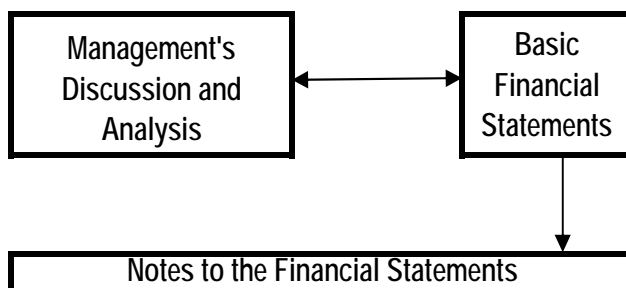 Management's
Discussion and
Analysis
Basic
Financial
Statements
Notes to the Financial Statements